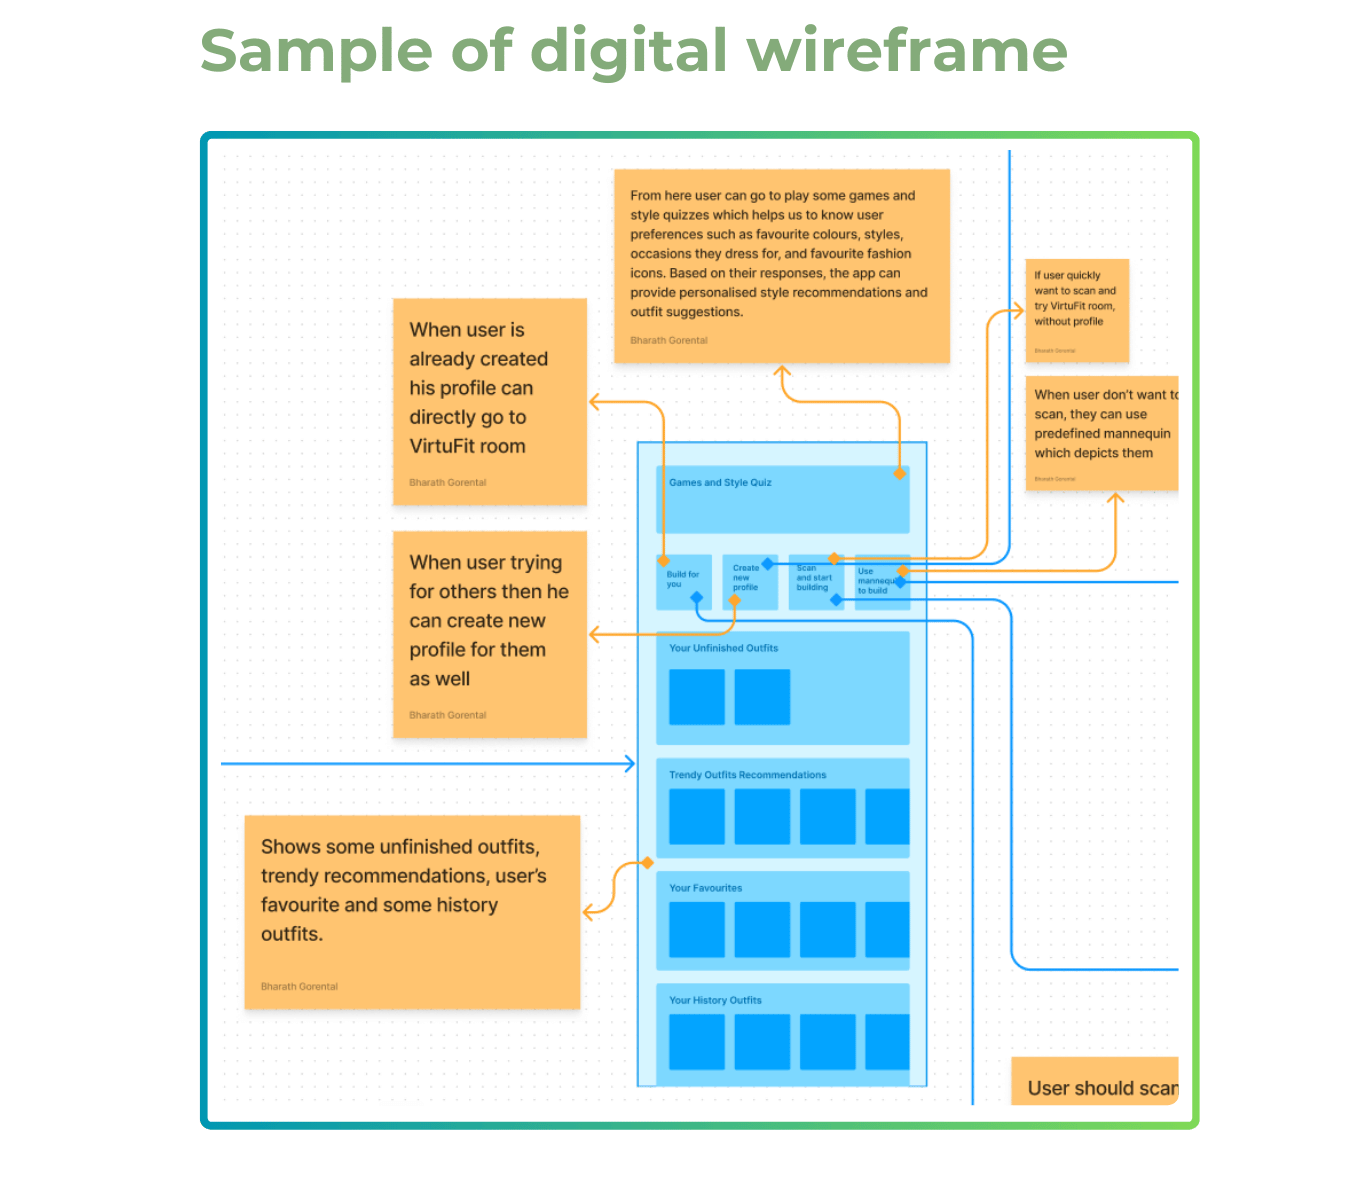 Sample of digital wireframe
From here user can go to play some games and
style quizzes which helps us to know user
preferences such as favourite colours, styles,
occasions they dress for, and favourite fashion
icons. Based on their responses, the app can
provide personalised style recommendations and
outfit suggestions.
Bharath Gorental
If user quickly
want to scan and
try VirtuFit room,
without profile
Bharath Gorental
When user is
already created
his profile can
directly go to
VirtuFit room
Bharath Gorental
When user don't want to
scan, they can use
predefined mannequin
which depicts them
Bharath Gorental
Games and Style Quiz
When user trying
for others then he
can create new
profile for them
as well
Bharath Gorental
Build for
you
Create
new
profile
Scan
and start
building
Use
mannequi
to build
Your Unfinished Outfits
Trendy Outfits Recommendations
Shows some unfinished outfits,
trendy recommendations, user's
favourite and some history
outfits.
Bharath Gorental
Your Favourites
Your History Outfits
User should scan